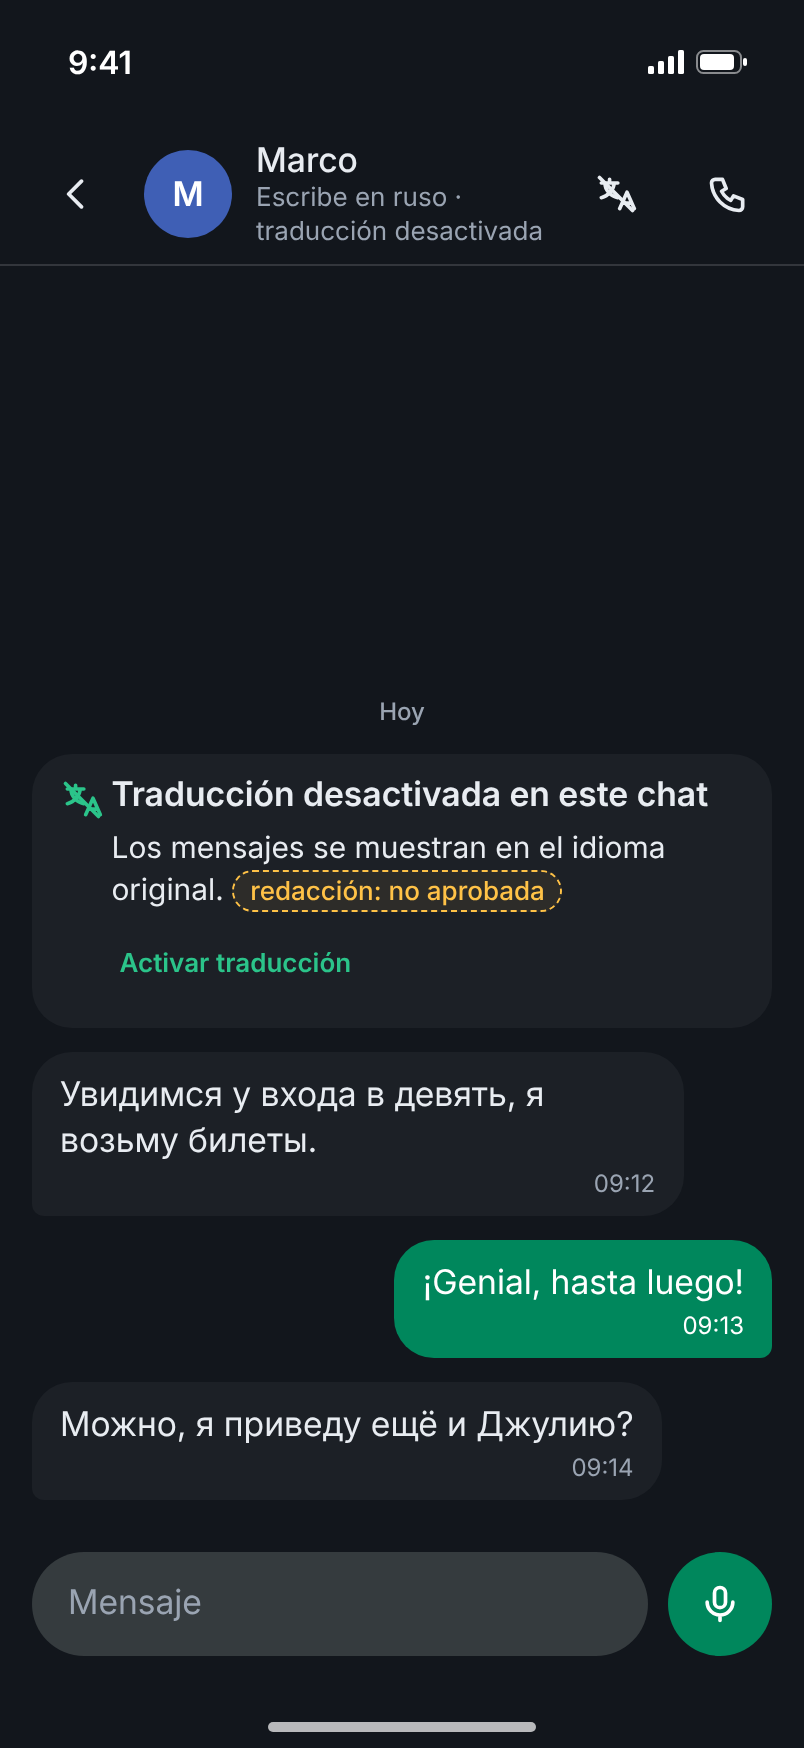 9:41
M
Marco
Escribe en ruso ·
traducción desactivada
Hoy
Traducción desactivada en este chat
Los mensajes se muestran en el idioma
original. redacción: no aprobada
Activar traducción
Увидимся у входа в девять, я
возьму билеты.
09:12
¡Genial, hasta luego!
09:13
Можно, я приведу ещё и Джулию?
09:14
Mensaje